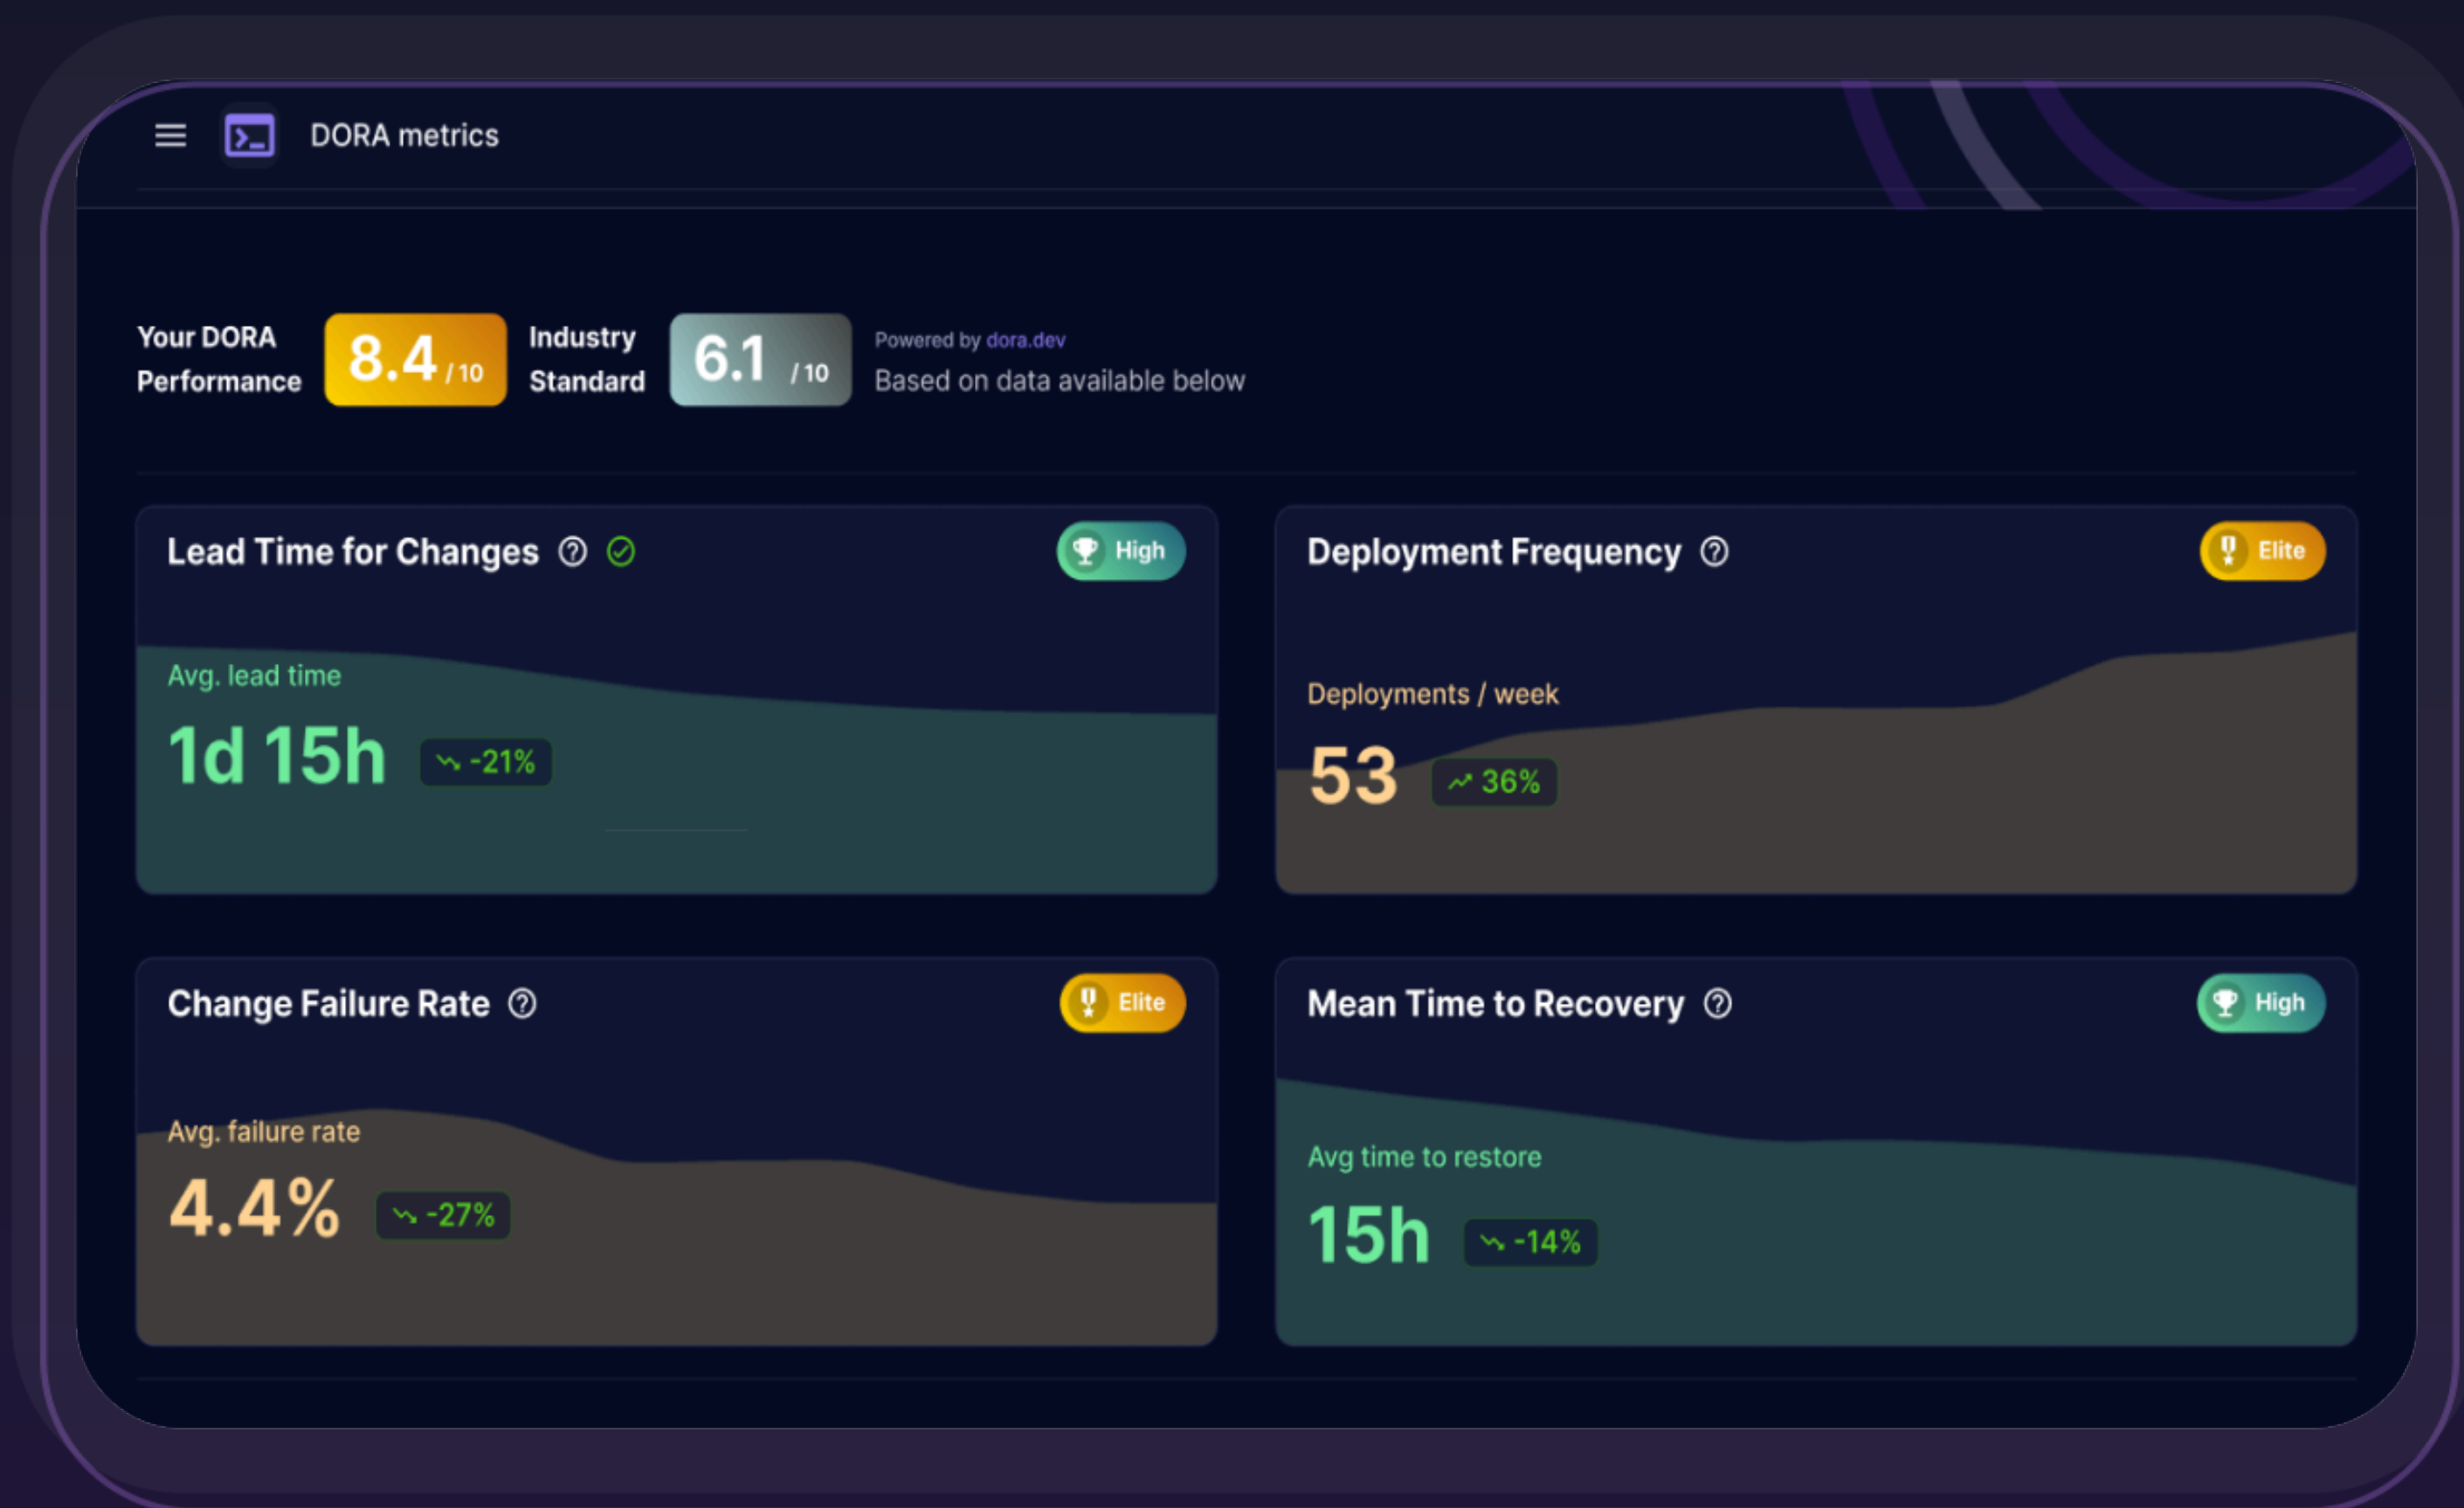 DORA metrics
Your DORA
Performance
8.4 / 10
Industry
Standard
6.1 / 10
Powered by dora.dev
Based on data available below
Lead Time for Changes
High
Avg. lead time
1d 15h
-21%
Deployment Frequency
Elite
Deployments / week
53
36%
Change Failure Rate
Elite
Avg. failure rate
4.4%
-27%
Mean Time to Recovery
High
Avg time to restore
15h
-14%